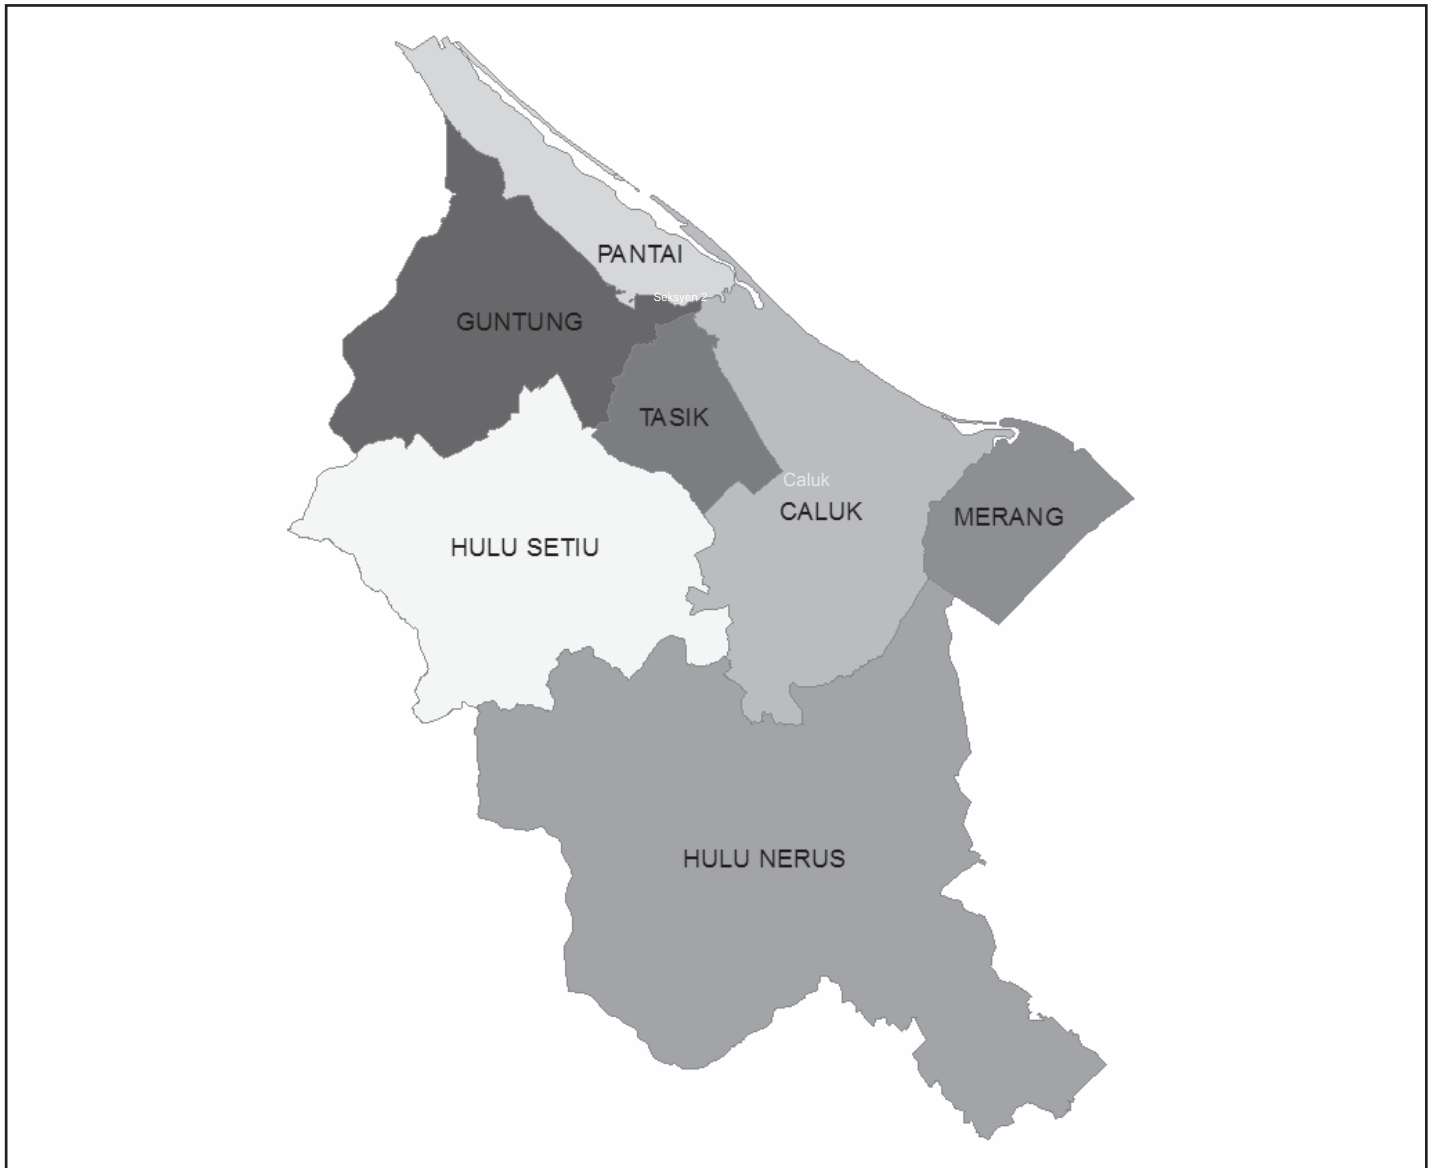 PANTAI
Seksyen 2
GUNTUNG
TASIK
Caluk
CALUK
MERANG
HULU SETIU
HULU NERUS